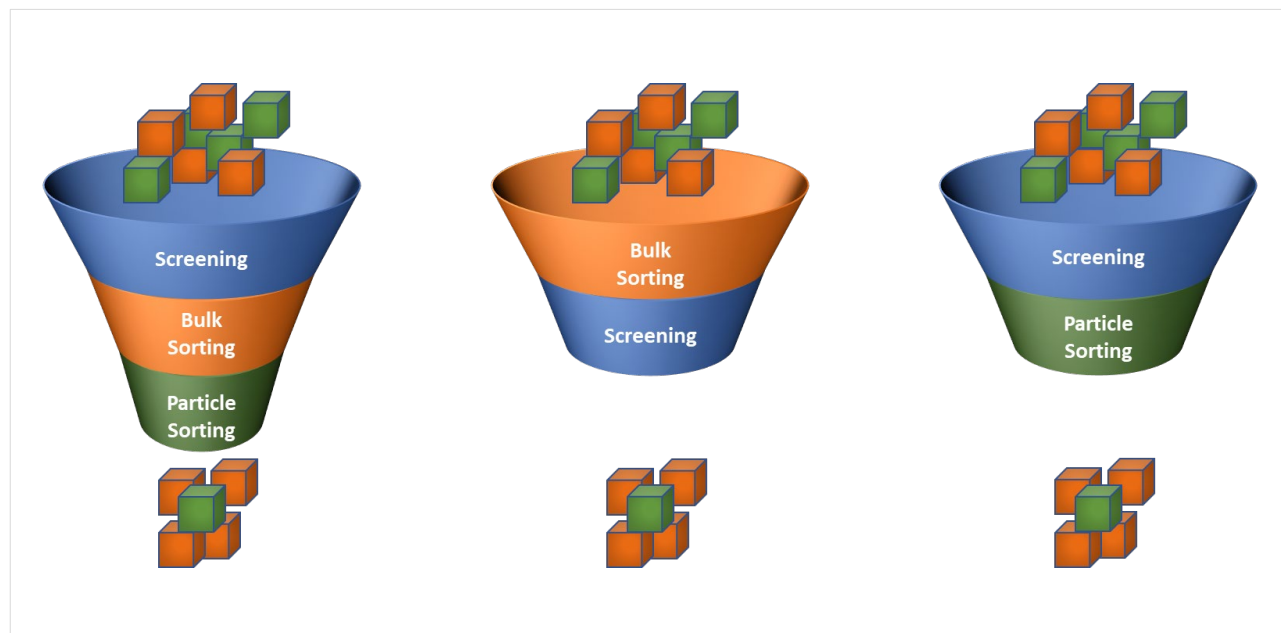 Screening
Bulk
Sorting
Particle
Sorting
Bulk
Sorting
Screening
Screening
Particle
Sorting